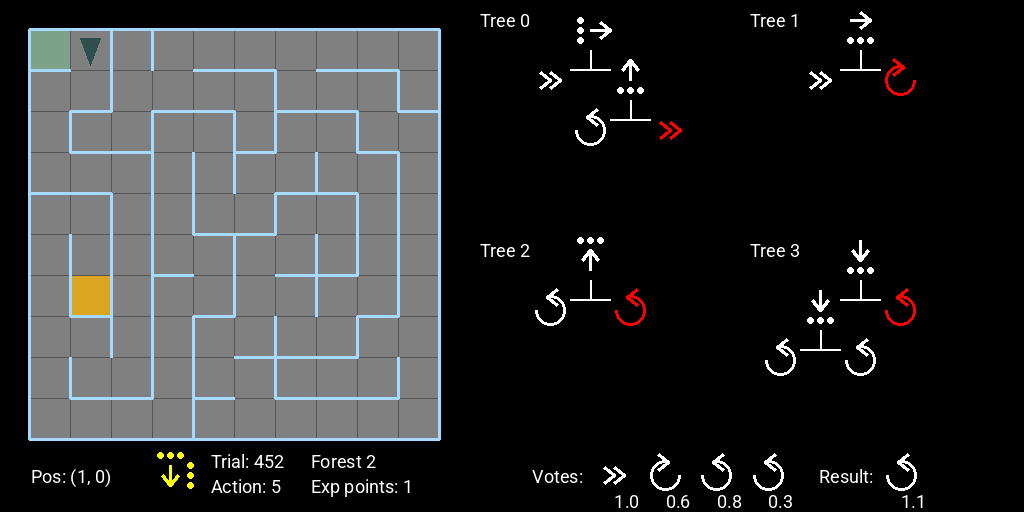 Tree 0
Tree 1
Tree 2
Tree 3
Pos: (1, 0)
Trial: 452
Forest 2
Action: 5
Exp points: 1
Votes:
Result:
1.0
0.6
0.8
0.3
1.1